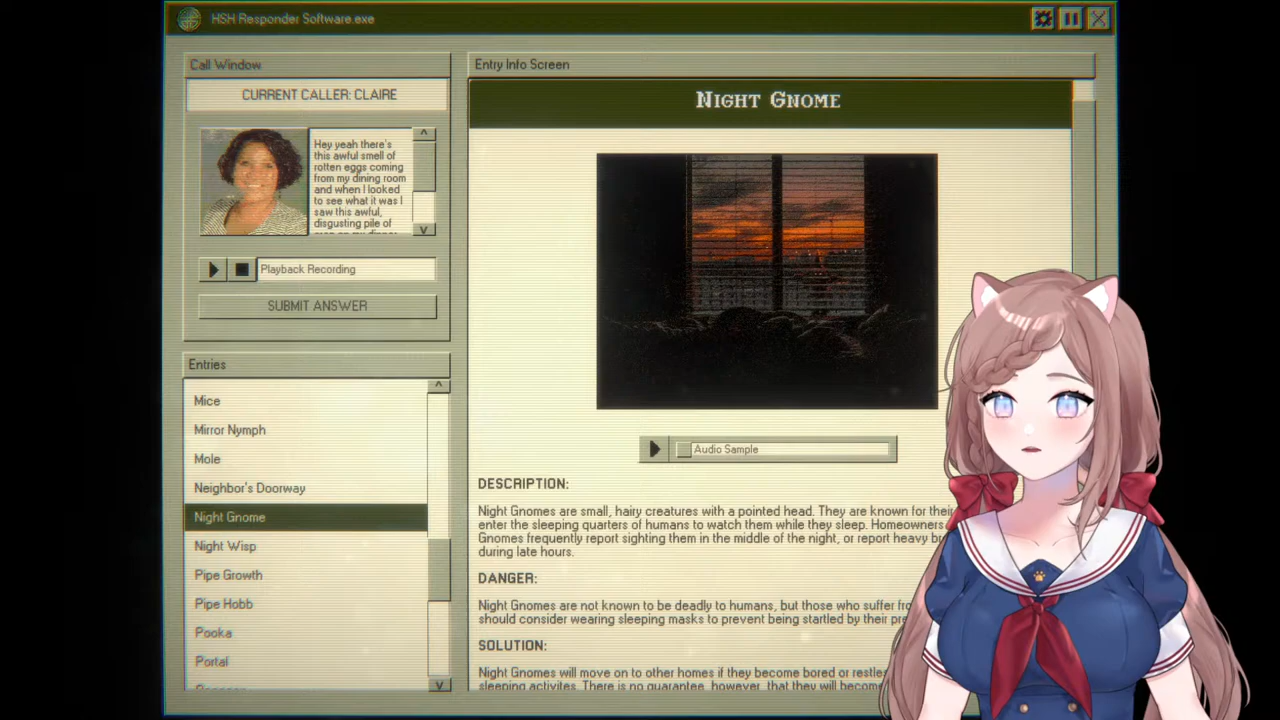 HSH Responder Software.exe
Call Window
CURRENT CALLER: CLAIRE
Hey yeah there's
this awful smell of
rotten eggs coming
from my dining room
and when I looked
to see what it was I
saw this awful,
disgusting pile of
Playback Recording
SUBMIT ANSWER
Entries
Mice
Mirror Nymph
Mole
Neighbor's Doorway
Night Gnome
Night Wisp
Pipe Growth
Pipe Hobb
Pooka
Portal
Entry Info Screen
NIGHT GNOME
Audio Sample
DESCRIPTION:
Night Gnomes are small, hairy creatures with a pointed head. They are known for their
enter the sleeping quarters of humans to watch them while they sleep. Homeowners
Gnomes frequently report sighting them in the middle of the night, or report heavy
during late hours.
DANGER:
Night Gnomes are not known to be deadly to humans, but those who suffer
should consider wearing sleeping masks to prevent being startled by their
SOLUTION:
Night Gnomes will move on to other homes if they become bored or
sleeping activites. There is no guarantee, however, that they will become